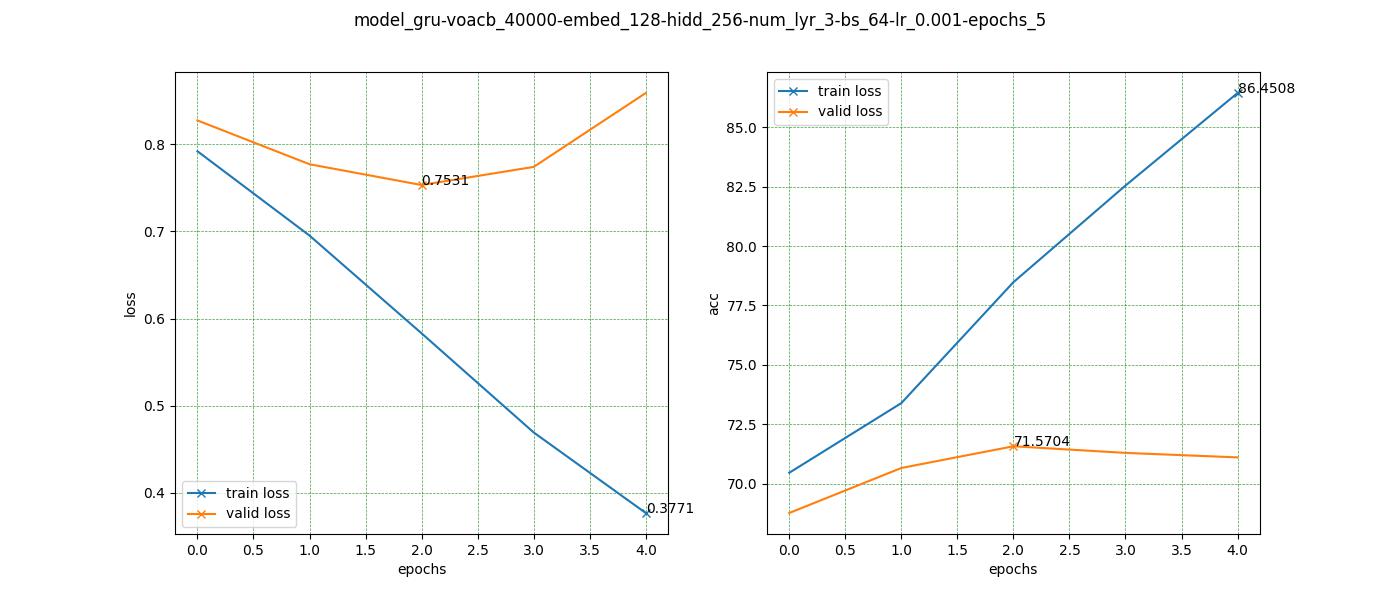 model_gru-voacb_40000-embed_128-hidd_256-num_lyr_3-bs_64-lr_0.001-epochs_5
loss
0.8
0.7
0.6
0.5
0.4
0.7531
0.3771
train loss
valid loss
0.0 0.5 1.0 1.5 2.0 2.5 3.0 3.5 4.0
epochs
acc
85.0
82.5
80.0
77.5
75.0
72.5
70.0
train loss
valid loss
86.4508
71.5704
0.0 0.5 1.0 1.5 2.0 2.5 3.0 3.5 4.0
epochs